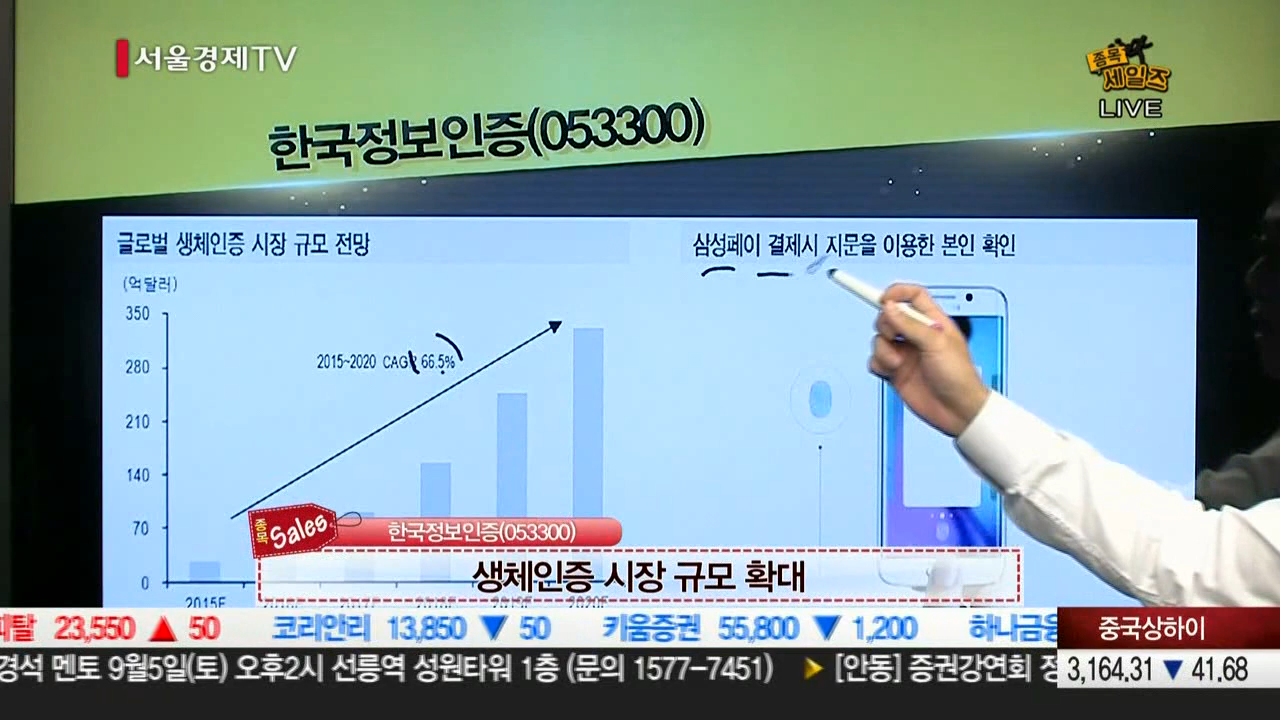 서울경제TV
종목
세일즈
LIVE
한국정보인증(053300)
글로벌 생체인증 시장 규모 전망
(억달러)
350
280
210
140
70
0
2015~2020 CAGR 66.5%
2015E
삼성페이 결제시 지문을 이용한 본인 확인
종목
Sales
한국정보인증(053300)
생체인증 시장 규모 확대
23,550 ▲ 50 코리안리 13,850 ▼ 50 키움증권 55,800 ▼ 1,200 하나금융
중국상하이
3,164.31 ▼ 41.68
경석 멘토 9월5일(토) 오후2시 선릉역 성원타워 1층 (문의 1577-7451) [안동] 증권강연회